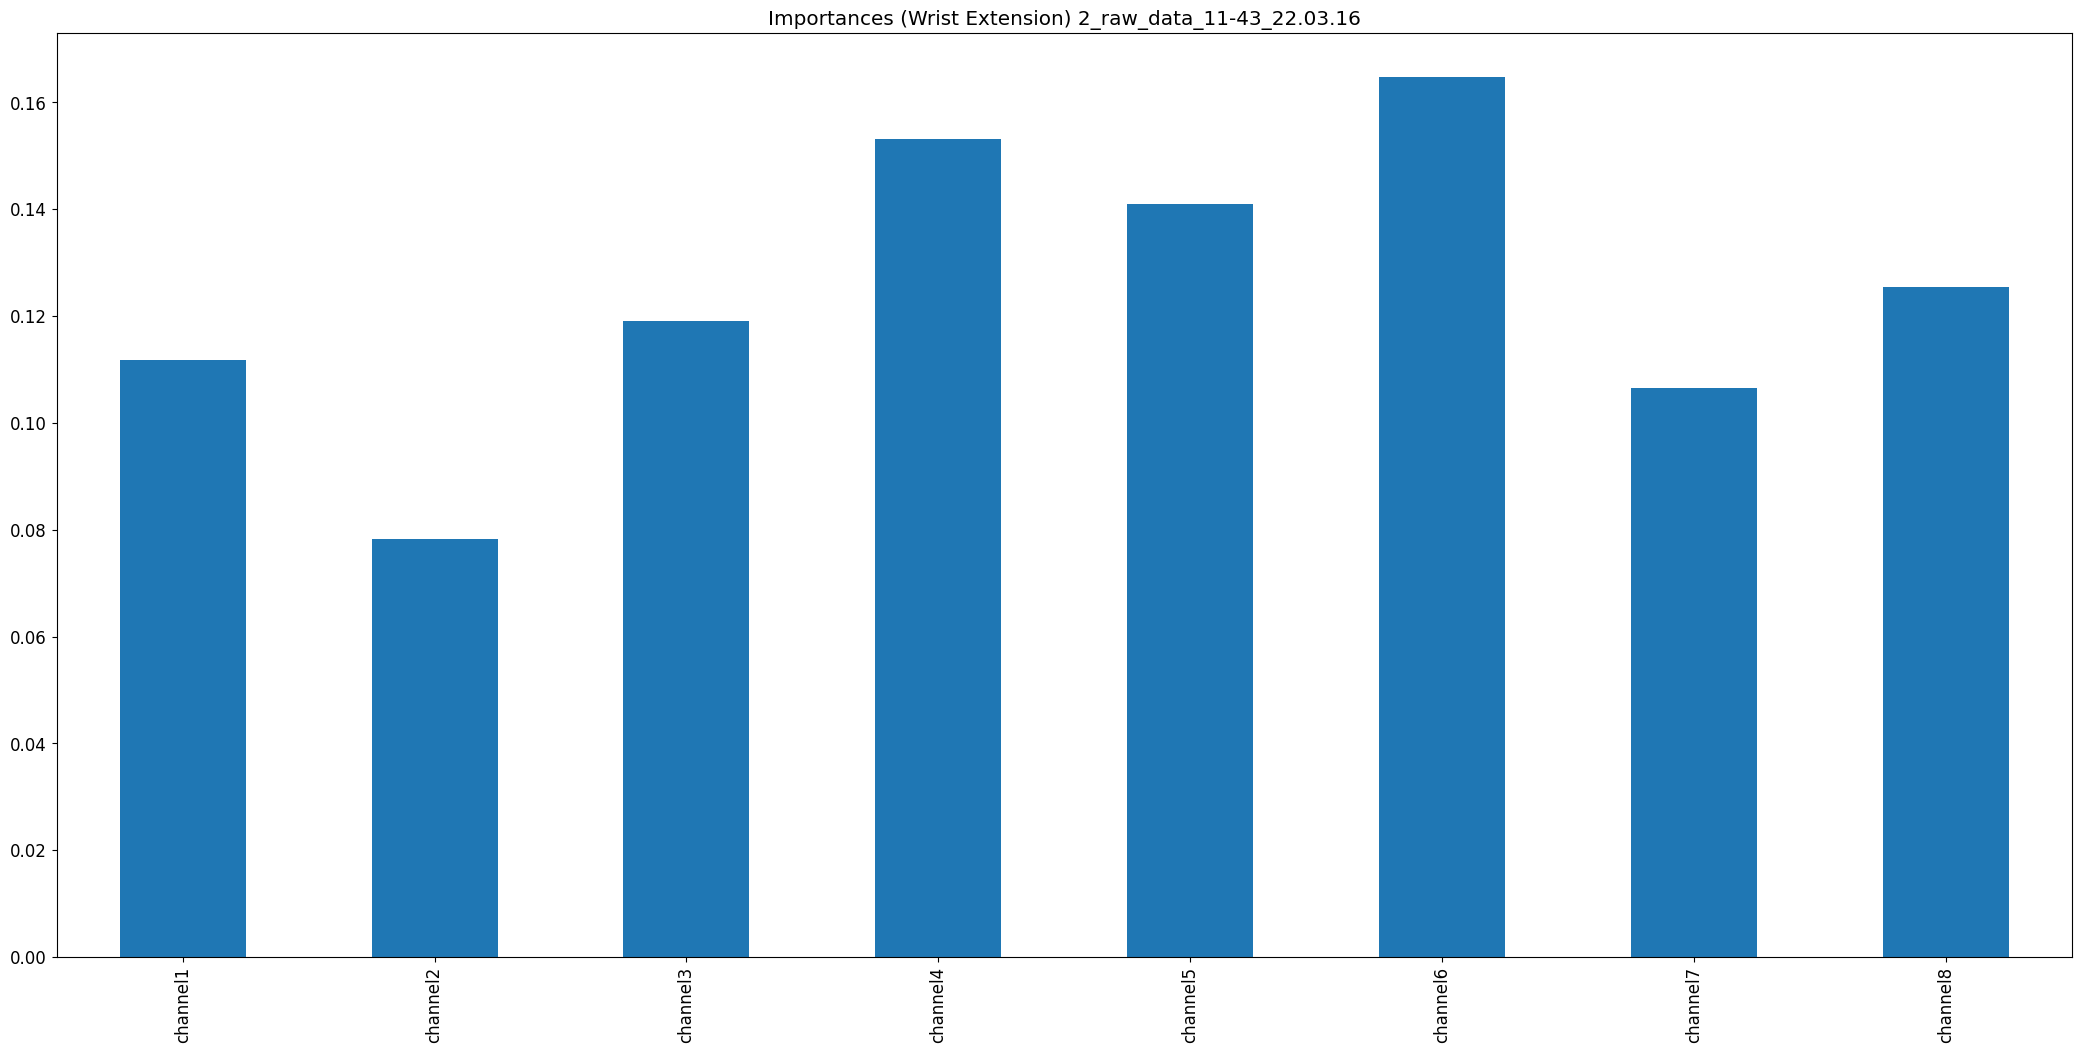 Importances (Wrist Extension) 2_raw_data_11-43_22.03.16
0.16
0.14
0.12
0.10
0.08
0.06
0.04
0.02
0.00
channel1
channel2
channel3
channel4
channel5
channel6
channel7
channel8